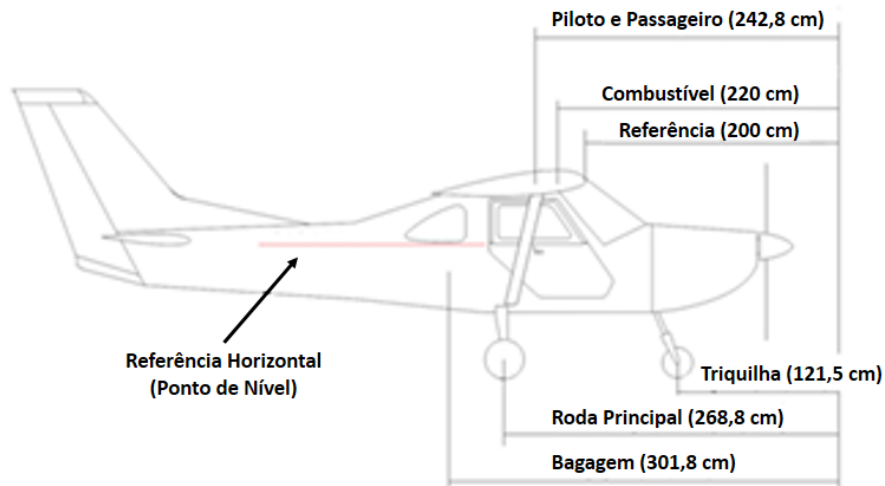 Piloto e Passageiro (242,8 cm)
Combustível (220 cm)
Referência (200 cm)
Referência Horizontal
(Ponto de Nível)
Triquilha (121,5 cm)
Roda Principal (268,8 cm)
Bagagem (301,8 cm)